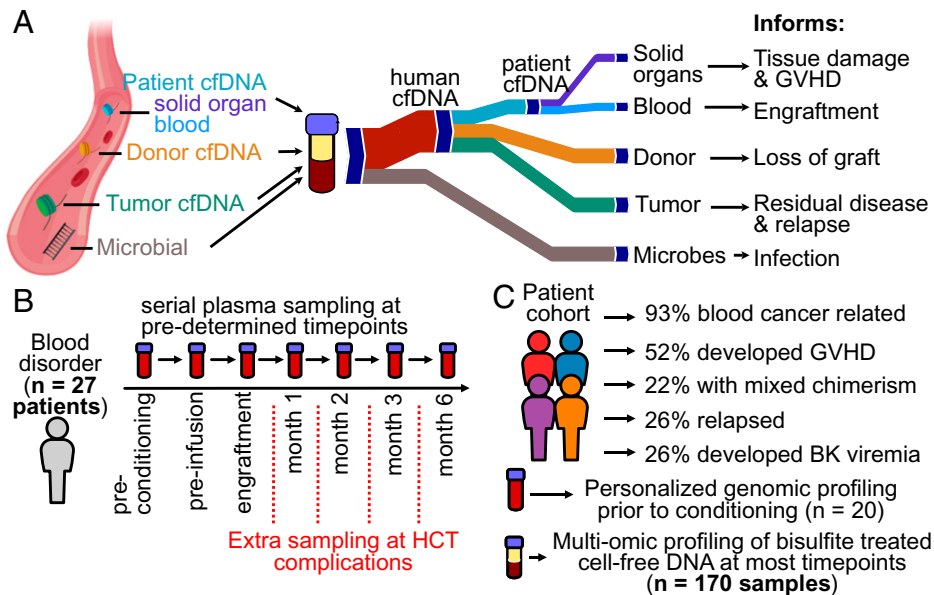 A
Patient cfDNA
solid organ
blood
Donor cfDNA
Tumor cfDNA
Microbial
human
cfDNA
patient
cfDNA
Solid
organs
Blood
Donor
Tumor
Microbes
Informs:
Tissue damage
& GVHD
Engraftment
Loss of graft
Residual disease
& relapse
Infection
B
serial plasma sampling at
pre-determined timepoints
Blood
disorder
(n = 27
patients)
pre-
conditioning
pre-infusion
engraftment
month 1
month 2
month 3
month 6
Extra sampling at HCT
complications
C
Patient
cohort
93% blood cancer related
52% developed GVHD
22% with mixed chimerism
26% relapsed
26% developed BK viremia
Personalized genomic profiling
prior to conditioning (n = 20)
Multi-omic profiling of bisulfite treated
cell-free DNA at most timepoints
(n = 170 samples)